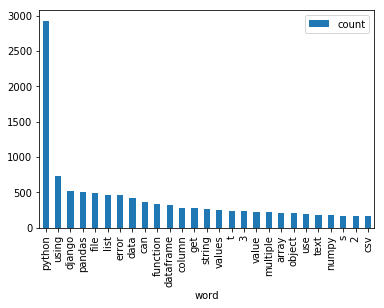 3000
2500
2000
1500
1000
500
0
count
python
using
django
pandas
file
list
error
data
can
function
dataframe
column
get
string
values
t
3
value
multiple
array
object
use
text
numpy
s
2
csv
word